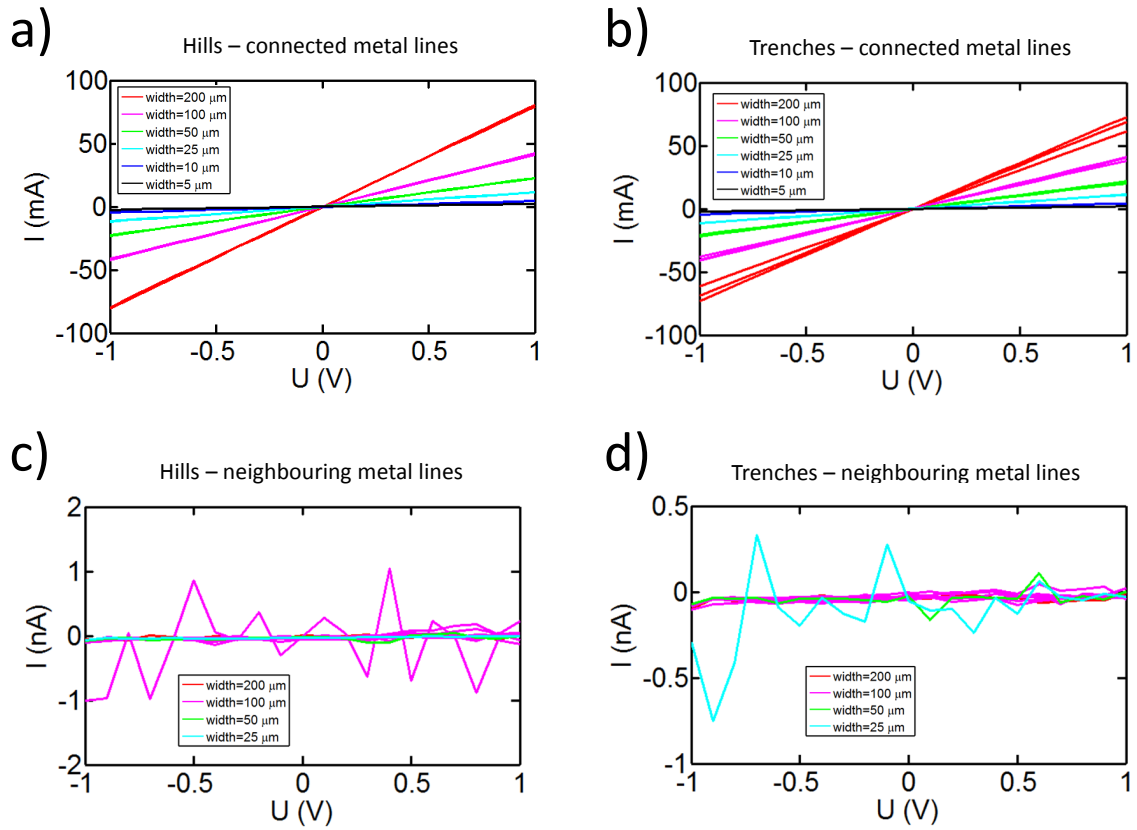 a)
Hills – connected metal lines
I (mA)
100
50
0
-50
-100
width=200 μm
width=100 μm
width=50 μm
width=25 μm
width=10 μm
width=5 μm
-1 -0.5 0 0.5 1
U (V)
b)
Trenches – connected metal lines
I (mA)
100
50
0
-50
-100
width=200 μm
width=100 μm
width=50 μm
width=25 μm
width=10 μm
width=5 μm
-1 -0.5 0 0.5 1
U (V)
c)
Hills – neighbouring metal lines
I (nA)
2
1
0
-1
-2
width=200 μm
width=100 μm
width=50 μm
width=25 μm
-1 -0.5 0 0.5 1
U (V)
d)
Trenches – neighbouring metal lines
I (nA)
0.5
0
-0.5
-1
width=200 μm
width=100 μm
width=50 μm
width=25 μm
-1 -0.5 0 0.5 1
U (V)